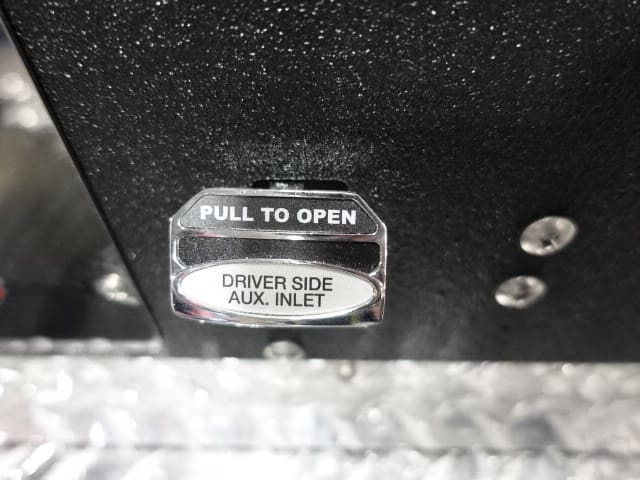 PULL TO OPEN
DRIVER SIDE
AUX. INLET